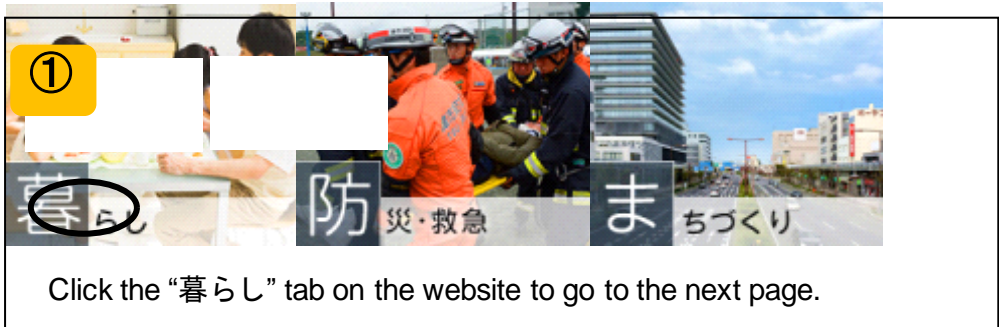 ①
暮らし
防災・救急
まちづくり
Click the “暮らし” tab on the website to go to the next page.